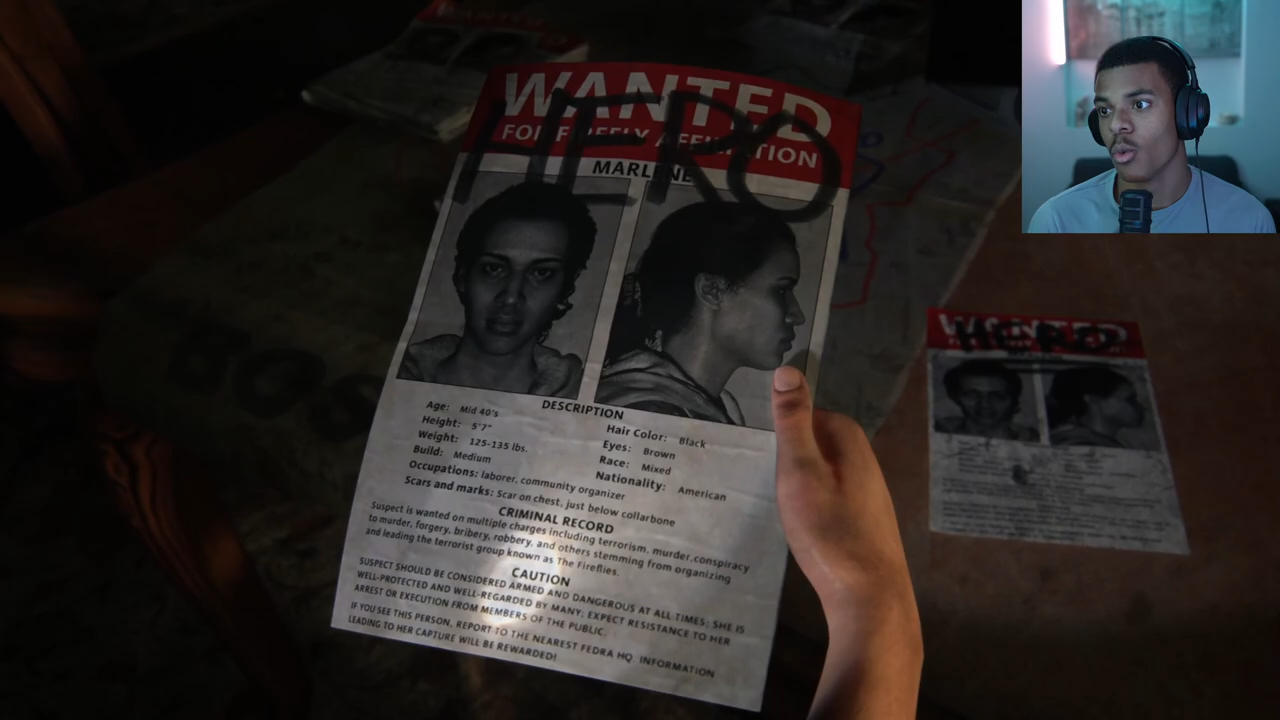 WANTED
HERO
FOR FIREFLY AFFILIATION
MARLENE
DESCRIPTION
Age: Mid 40's
Height: 5'7"
Weight: 125-135 lbs.
Build: Medium
Hair Color: Black
Eyes: Brown
Race: Mixed
Nationality: American
Occupations: laborer, community organizer
Scars and marks: Scar on chest, just below collarbone
CRIMINAL RECORD
Suspect is wanted on multiple charges including terrorism, murder,conspiracy
to murder, forgery, bribery, robbery, and others stemming from organizing
and leading the terrorist group known as The Fireflies.
CAUTION
SUSPECT SHOULD BE CONSIDERED ARMED AND DANGEROUS AT ALL TIMES; SHE IS
WELL-PROTECTED AND WELL-REGARDED BY MANY; EXPECT RESISTANCE TO HER
ARREST OR EXECUTION FROM MEMBERS OF THE PUBLIC.
IF YOU SEE THIS PERSON, REPORT TO THE NEAREST FEDRA HQ. INFORMATION
LEADING TO HER CAPTURE WILL BE REWARDED!
WANTED
HERO